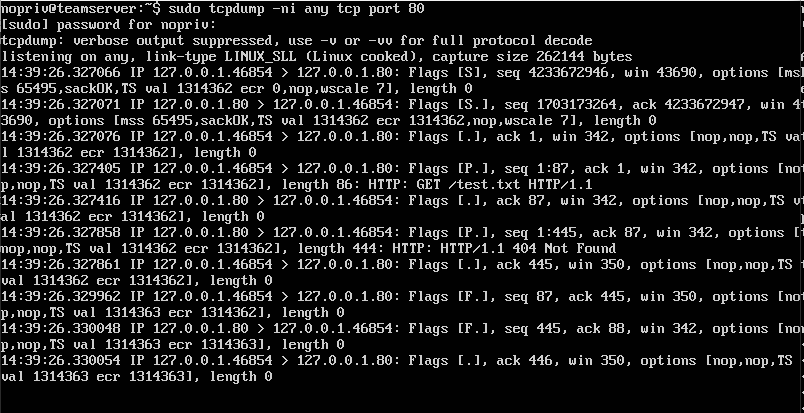 nopriv@teamserver:~$ sudo tcpdump -ni any tcp port 80
[sudo] password for nopriv:
tcpdump: verbose output suppressed, use -v or -vv for full protocol decode
listening on any, link-type LINUX_SLL (Linux cooked), capture size 262144 bytes
14:39:26.327066 IP 127.0.0.1.46854 > 127.0.0.1.80: Flags [S], seq 4233672946, win 43690, options [ms
s 65495,sackOK,TS val 1314362 ecr 0,nop,wscale 7], length 0
14:39:26.327071 IP 127.0.0.1.80 > 127.0.0.1.46854: Flags [S.], seq 1703173264, ack 4233672947, win 4
3690, options [mss 65495,sackOK,TS val 1314362 ecr 1314362,nop,wscale 7], length 0
14:39:26.327076 IP 127.0.0.1.46854 > 127.0.0.1.80: Flags [.], ack 1, win 342, options [nop,nop,TS va
l 1314362 ecr 1314362], length 0
14:39:26.327405 IP 127.0.0.1.46854 > 127.0.0.1.80: Flags [P.], seq 1:87, ack 1, win 342, options [no
p,nop,TS val 1314362 ecr 1314362], length 86: HTTP: GET /test.txt HTTP/1.1
14:39:26.327416 IP 127.0.0.1.80 > 127.0.0.1.46854: Flags [.], ack 87, win 342, options [nop,nop,TS v
al 1314362 ecr 1314362], length 0
14:39:26.327858 IP 127.0.0.1.80 > 127.0.0.1.46854: Flags [P.], seq 1:445, ack 87, win 342, options [
nop,nop,TS val 1314362 ecr 1314362], length 444: HTTP: HTTP/1.1 404 Not Found
14:39:26.327861 IP 127.0.0.1.46854 > 127.0.0.1.80: Flags [.], ack 445, win 350, options [nop,nop,TS
val 1314362 ecr 1314362], length 0
14:39:26.329962 IP 127.0.0.1.46854 > 127.0.0.1.80: Flags [F.], seq 87, ack 445, win 350, options [no
p,nop,TS val 1314363 ecr 1314362], length 0
14:39:26.330048 IP 127.0.0.1.80 > 127.0.0.1.46854: Flags [F.], seq 445, ack 88, win 342, options [no
p,nop,TS val 1314363 ecr 1314363], length 0
14:39:26.330054 IP 127.0.0.1.46854 > 127.0.0.1.80: Flags [.], ack 446, win 350, options [nop,nop,TS
val 1314363 ecr 1314363], length 0